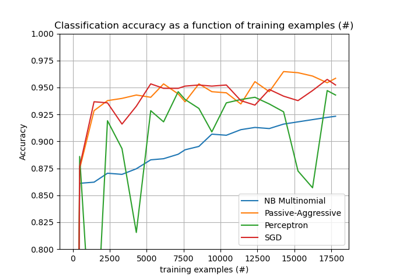 Classification accuracy as a function of training examples (#)
1.000
0.975
0.950
0.925
0.900
0.875
0.850
0.825
0.800
Accuracy
NB Multinomial
Passive-Aggressive
Perceptron
SGD
0 2500 5000 7500 10000 12500 15000 17500
training examples (#)